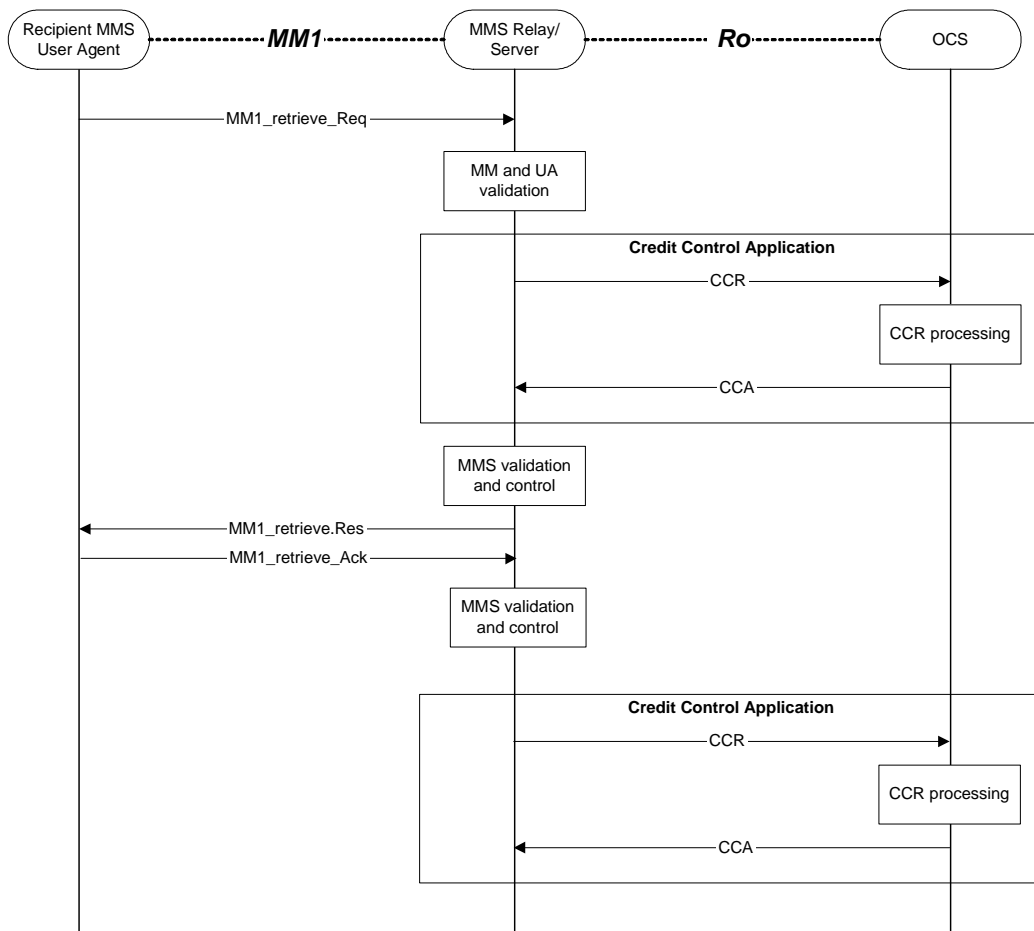 Recipient MMS
User Agent
MM1
MMS Relay/
Server
Ro
OCS
MM1_retrieve_Req
MM and UA
validation
Credit Control Application
CCR
CCR processing
CCA
MMS validation
and control
MM1_retrieve.Res
MM1_retrieve_Ack
MMS validation
and control
Credit Control Application
CCR
CCR processing
CCA